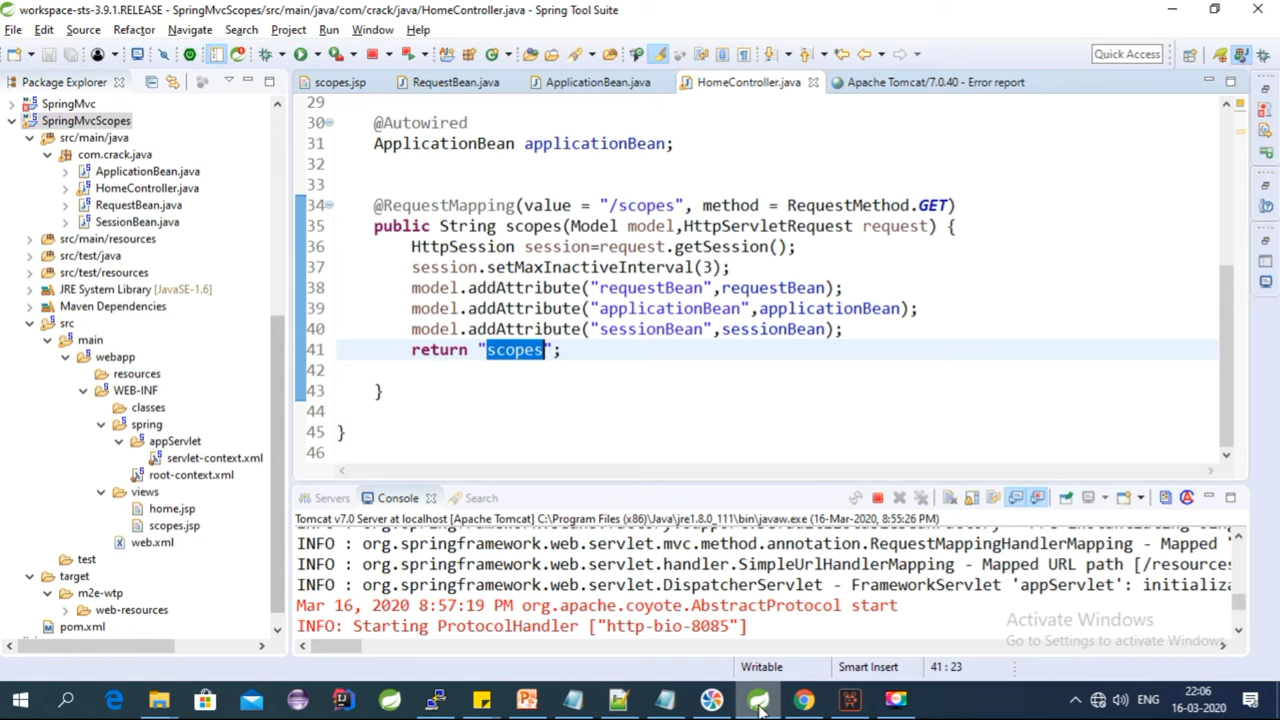 workspace-sts-3.9.1.RELEASE - SpringMvcScopes/src/main/java/com/crack/java/HomeController.java - Spring Tool Suite
File Edit Source Refactor Navigate Search Project Run Window Help
Quick Access
Package Explorer
scopes.jsp RequestBean.java ApplicationBean.java HomeController.java Apache Tomcat/7.0.40 - Error report
SpringMvc
SpringMvcScopes
src/main/java
com.crack.java
ApplicationBean.java
HomeController.java
RequestBean.java
SessionBean.java
src/main/resources
src/test/java
src/test/resources
JRE System Library [JavaSE-1.6]
Maven Dependencies
src
main
webapp
resources
WEB-INF
classes
spring
appServlet
servlet-context.xml
root-context.xml
views
home.jsp
scopes.jsp
web.xml
test
target
m2e-wtp
web-resources
pom.xml
29
30 @Autowired
31 ApplicationBean applicationBean;
32
33
34 @RequestMapping(value = "/scopes", method = RequestMethod.GET)
35 public String scopes(Model model,HttpServletRequest request) {
36 HttpSession session=request.getSession();
37 session.setMaxInactiveInterval(3);
38 model.addAttribute("requestBean",requestBean);
39 model.addAttribute("applicationBean",applicationBean);
40 model.addAttribute("sessionBean",sessionBean);
41 return "scopes";
42
43 }
44
45 }
46
Servers Console Search
Tomcat v7.0 Server at localhost [Apache Tomcat] C:\Program Files (x86)\Java\jre1.8.0_111\bin\javaw.exe (16-Mar-2020, 8:55:26 PM)
INFO : org.springframework.web.servlet.mvc.method.annotation.RequestMappingHandlerMapping - Mapped
INFO : org.springframework.web.servlet.handler.SimpleUrlHandlerMapping - Mapped URL path [/resources
INFO : org.springframework.web.servlet.DispatcherServlet - FrameworkServlet 'appServlet': initializa
Mar 16, 2020 8:57:19 PM org.apache.coyote.AbstractProtocol start
INFO: Starting ProtocolHandler ["http-bio-8085"]
Activate Windows
Go to Settings to activate Windows.
Writable Smart Insert 41 : 23
ENG
22:06
16-03-2020